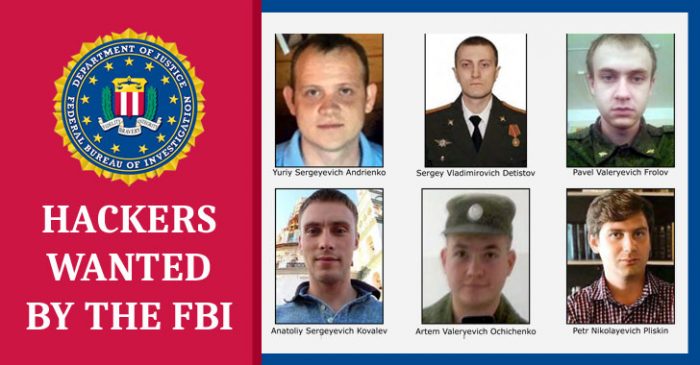 DEPARTMENT OF JUSTICE
FEDERAL BUREAU OF INVESTIGATION
FIDELITY BRAVERY INTEGRITY
HACKERS
WANTED
BY THE FBI
Yuriy Sergeyevich Andrienko
Sergey Vladimirovich Detistov
Pavel Valeryevich Frolov
Anatoliy Sergeyevich Kovalev
Artem Valeryevich Ochichenko
Petr Nikolayevich Pliskin